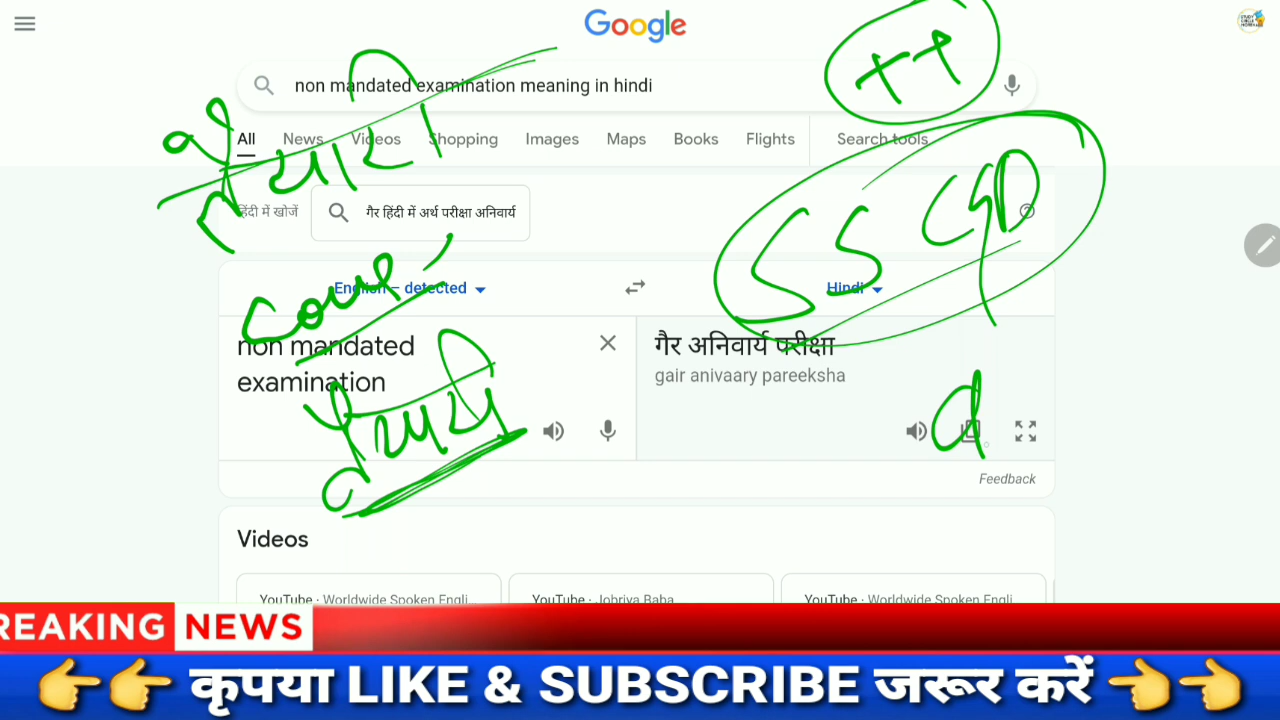 Google
non mandated examination meaning in hindi
++
All News Videos Shopping Images Maps Books Flights Search tools
तैयारी
हिंदी में खोजें
गैर हिंदी में अर्थ परीक्षा अनिवार्य
SSC GD
English – detected
Hindi
non mandated
examination
गैर अनिवार्य परीक्षा
gair anivaary pareeksha
d
Feedback
Videos
YouTube · Worldwide Spoken Engli
YouTube · Johriya Baba
YouTube · Worldwide Spoken Engli
REAKING NEWS
👉👉 कृपया LIKE & SUBSCRIBE जरूर करें 👈👈